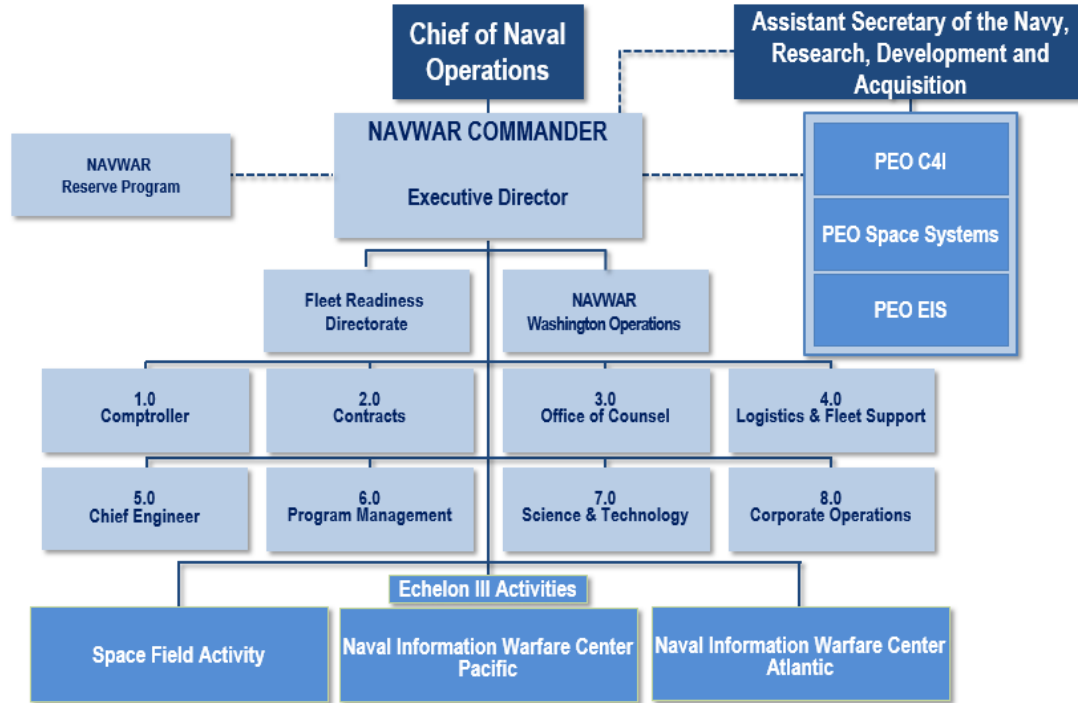 Chief of Naval
Operations
Assistant Secretary of the Navy,
Research, Development and
Acquisition
NAVWAR COMMANDER
Executive Director
NAVWAR
Reserve Program
PEO C4I
PEO Space Systems
PEO EIS
Fleet Readiness
Directorate
NAVWAR
Washington Operations
1.0
Comptroller
2.0
Contracts
3.0
Office of Counsel
4.0
Logistics & Fleet Support
5.0
Chief Engineer
6.0
Program Management
7.0
Science & Technology
8.0
Corporate Operations
Echelon III Activities
Space Field Activity
Naval Information Warfare Center
Pacific
Naval Information Warfare Center
Atlantic